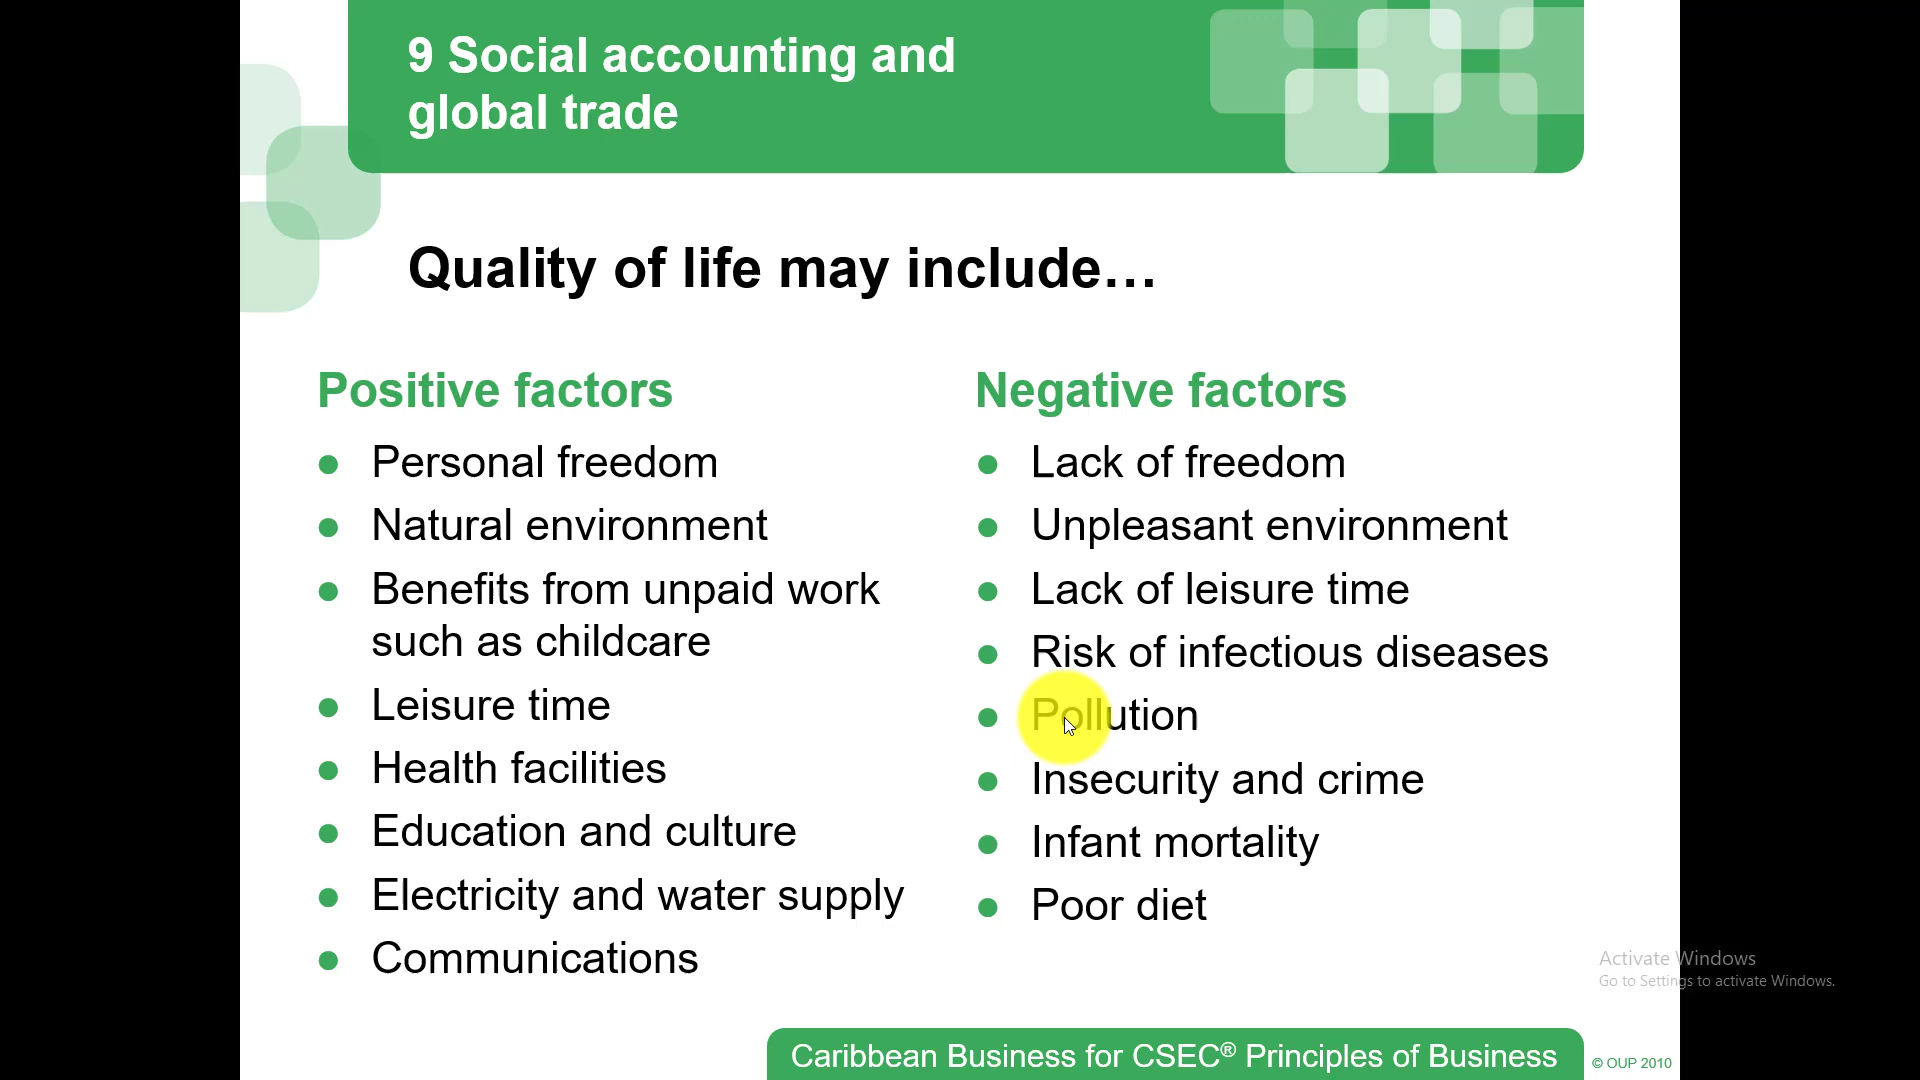 9 Social accounting and
global trade
Quality of life may include…
Positive factors
Personal freedom
Natural environment
Benefits from unpaid work
such as childcare
Leisure time
Health facilities
Education and culture
Electricity and water supply
Communications
Negative factors
Lack of freedom
Unpleasant environment
Lack of leisure time
Risk of infectious diseases
Pollution
Insecurity and crime
Infant mortality
Poor diet
Activate Windows
Go to Settings to activate Windows.
Caribbean Business for CSEC® Principles of Business
© OUP 2010